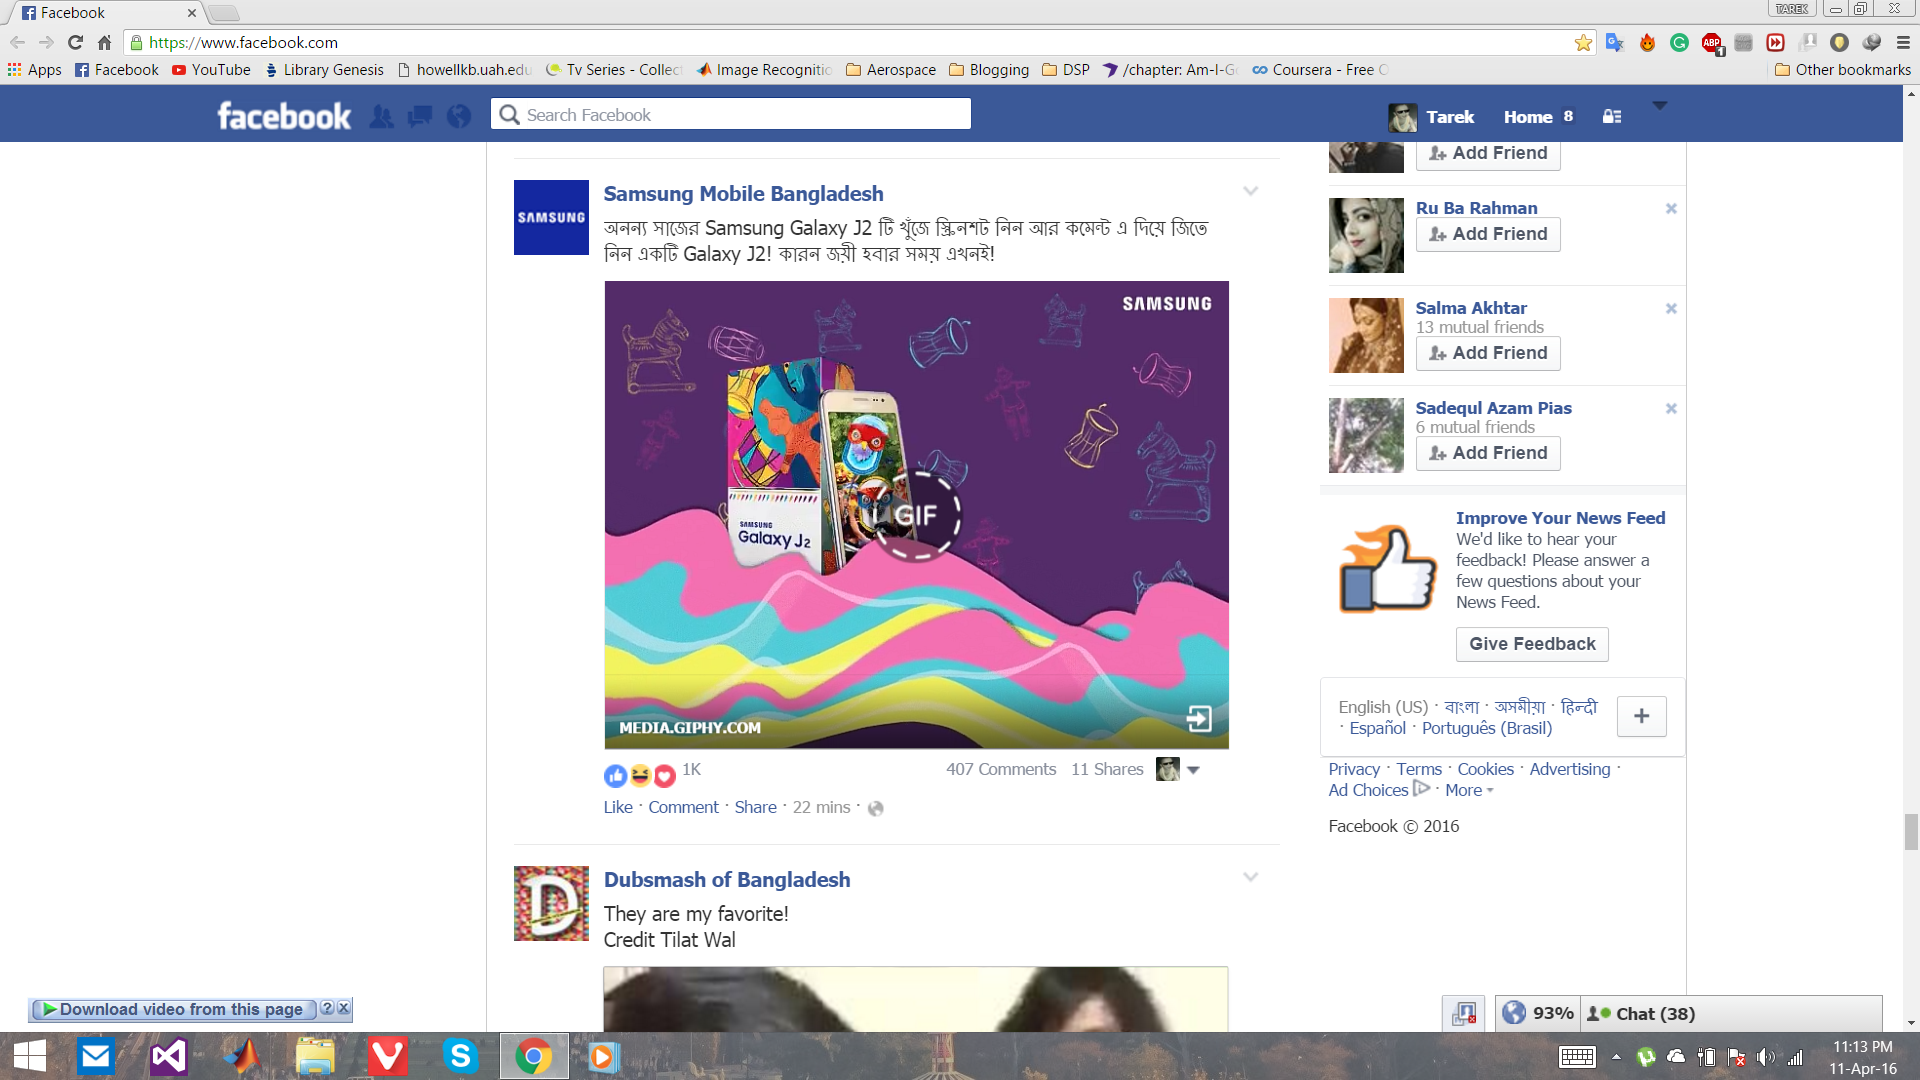 Facebook
TAREK
https://www.facebook.com
Apps Facebook YouTube Library Genesis howellkb.uah.edu Tv Series - Collect Image Recognitio Aerospace Blogging DSP /chapter: Am-I-Go Coursera - Free O Other bookmarks
facebook Search Facebook Tarek Home 8
Samsung Mobile Bangladesh
অনন্য সাজের Samsung Galaxy J2 টি খুঁজে স্ক্রিনশট নিন আর কমেন্ট এ দিয়ে জিতে
নিন একটি Galaxy J2! কারন জয়ী হবার সময় এখনই!
SAMSUNG
SAMSUNG
SAMSUNG
Galaxy J2
GIF
MEDIA.GIPHY.COM
1K 407 Comments 11 Shares
Like · Comment · Share · 22 mins ·
Dubsmash of Bangladesh
They are my favorite!
Credit Tilat Wal
D
Add Friend
Ru Ba Rahman
Add Friend
Salma Akhtar
13 mutual friends
Add Friend
Sadequl Azam Pias
6 mutual friends
Add Friend
Improve Your News Feed
We'd like to hear your
feedback! Please answer a
few questions about your
News Feed.
Give Feedback
English (US) · বাংলা · অসমীয়া · हिन्दी
· Español · Português (Brasil)
Privacy · Terms · Cookies · Advertising ·
Ad Choices · More
Facebook © 2016
Download video from this page ? X
93% Chat (38)
11:13 PM
11-Apr-16
ABP 1